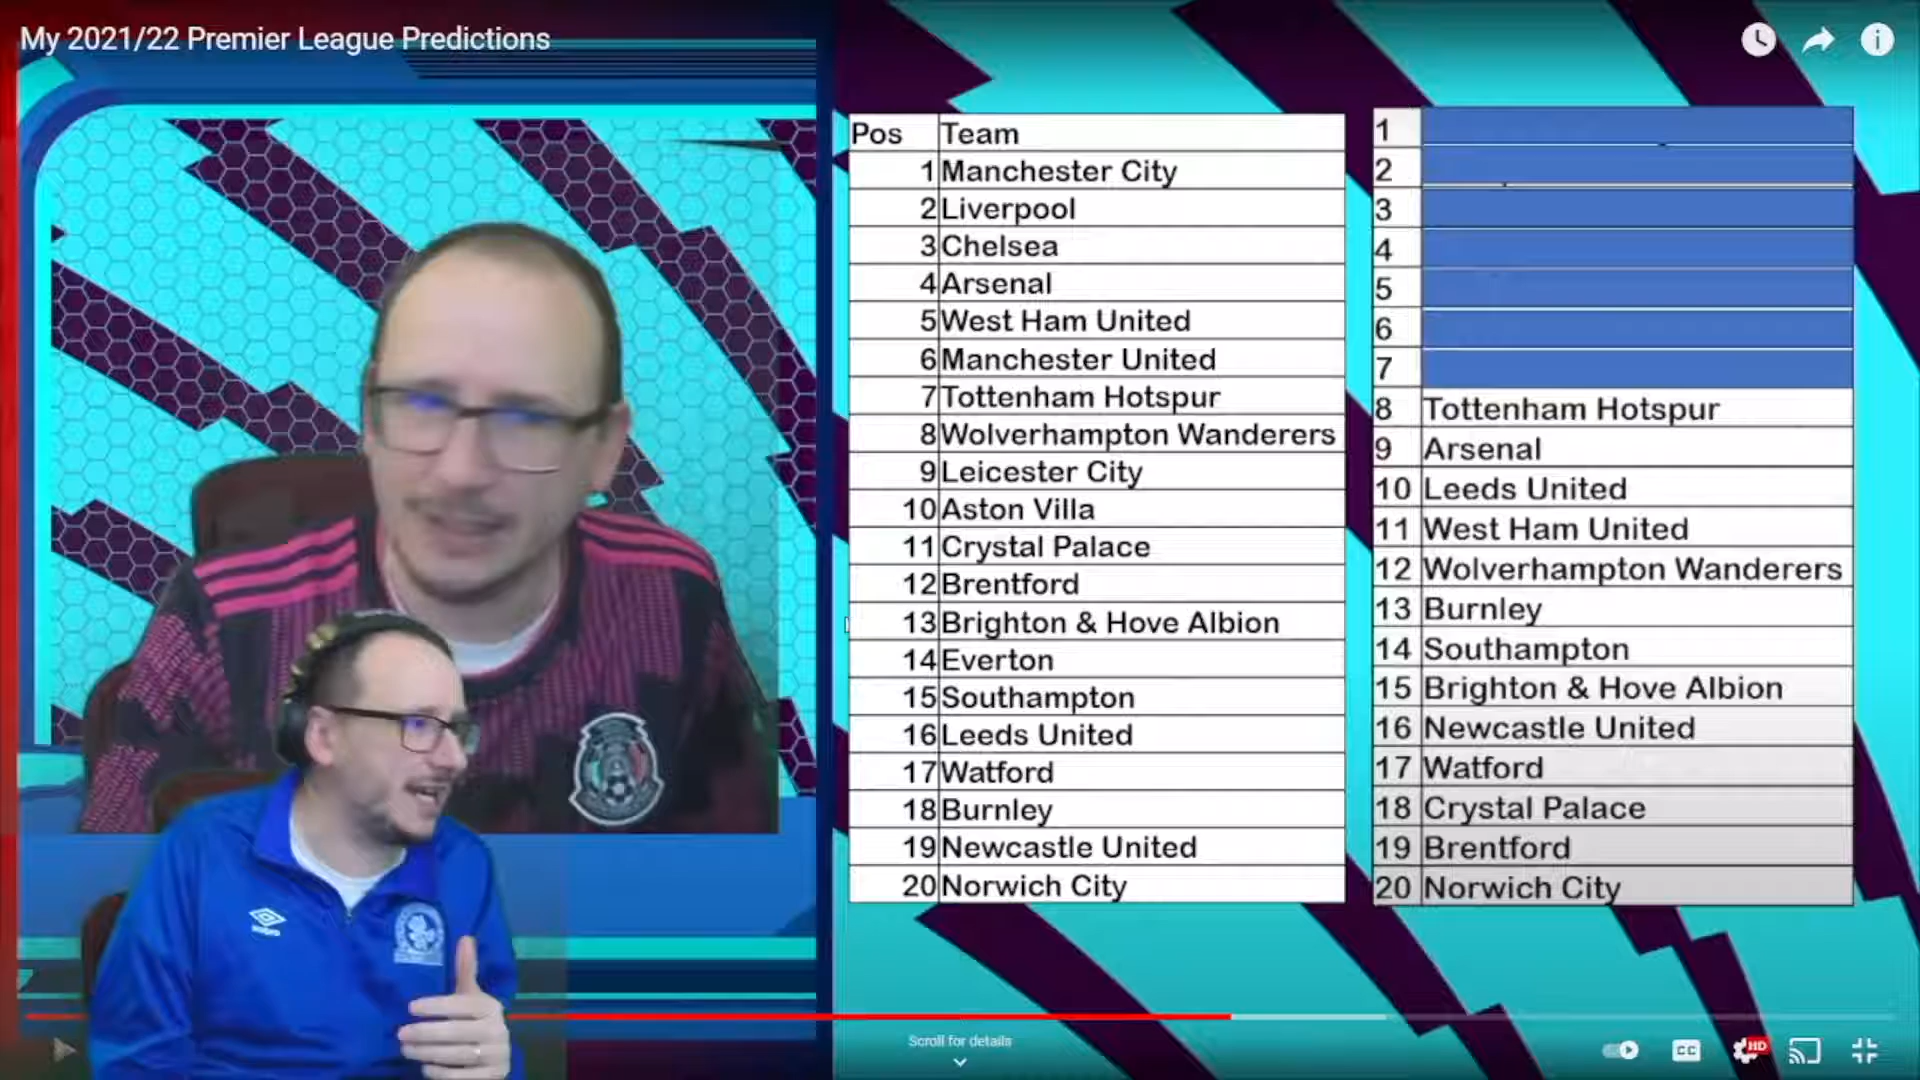 My 2021/22 Premier League Predictions
Pos Team
1 Manchester City
2 Liverpool
3 Chelsea
4 Arsenal
5 West Ham United
6 Manchester United
7 Tottenham Hotspur
8 Wolverhampton Wanderers
9 Leicester City
10 Aston Villa
11 Crystal Palace
12 Brentford
13 Brighton & Hove Albion
14 Everton
15 Southampton
16 Leeds United
17 Watford
18 Burnley
19 Newcastle United
20 Norwich City
1
2
3
4
5
6
7
8 Tottenham Hotspur
9 Arsenal
10 Leeds United
11 West Ham United
12 Wolverhampton Wanderers
13 Burnley
14 Southampton
15 Brighton & Hove Albion
16 Newcastle United
17 Watford
18 Crystal Palace
19 Brentford
20 Norwich City
Scroll for details
CC
HD